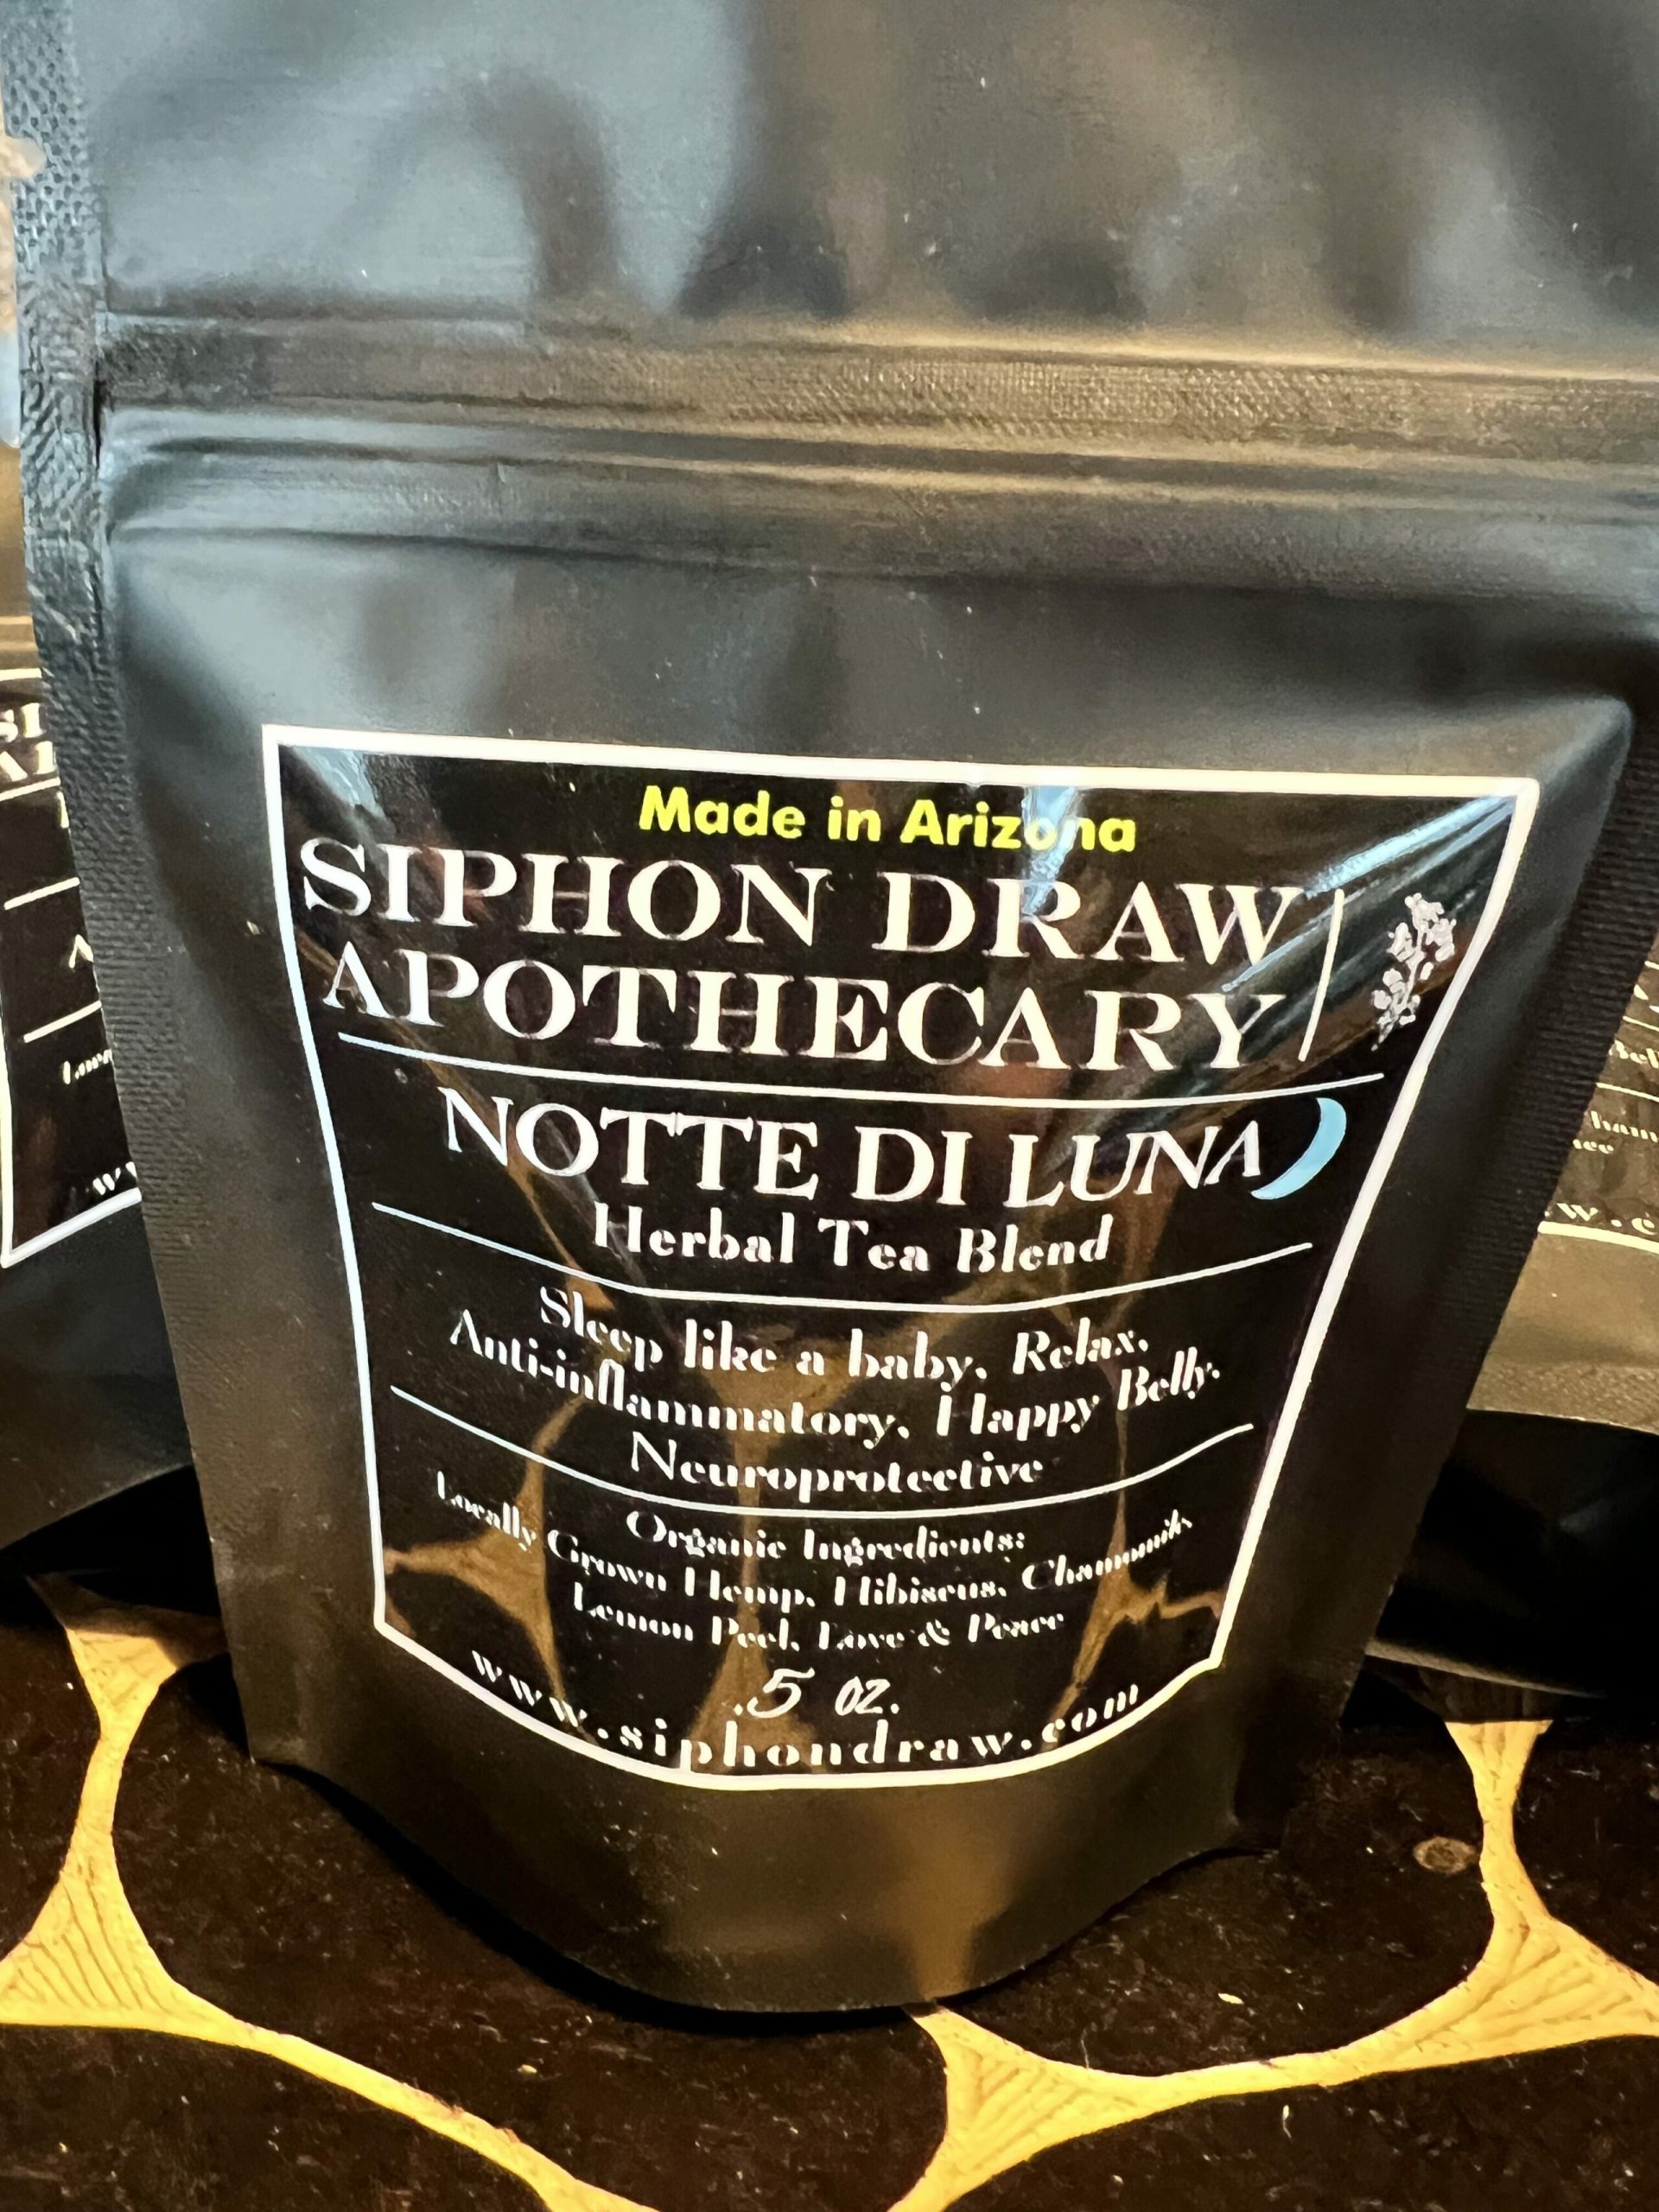 Made in Arizona
SIPHON DRAW
APOTHECARY
NOTTE DI LUNA
Herbal Tea Blend
Sleep like a baby, Relax,
Anti-inflammatory, Happy Belly,
Neuroprotective
Organic Ingredients:
Locally Grown Hemp, Hibiscus, Chamomile,
Lemon Peel, Love & Peace
.5 oz.
www.siphondraw.com